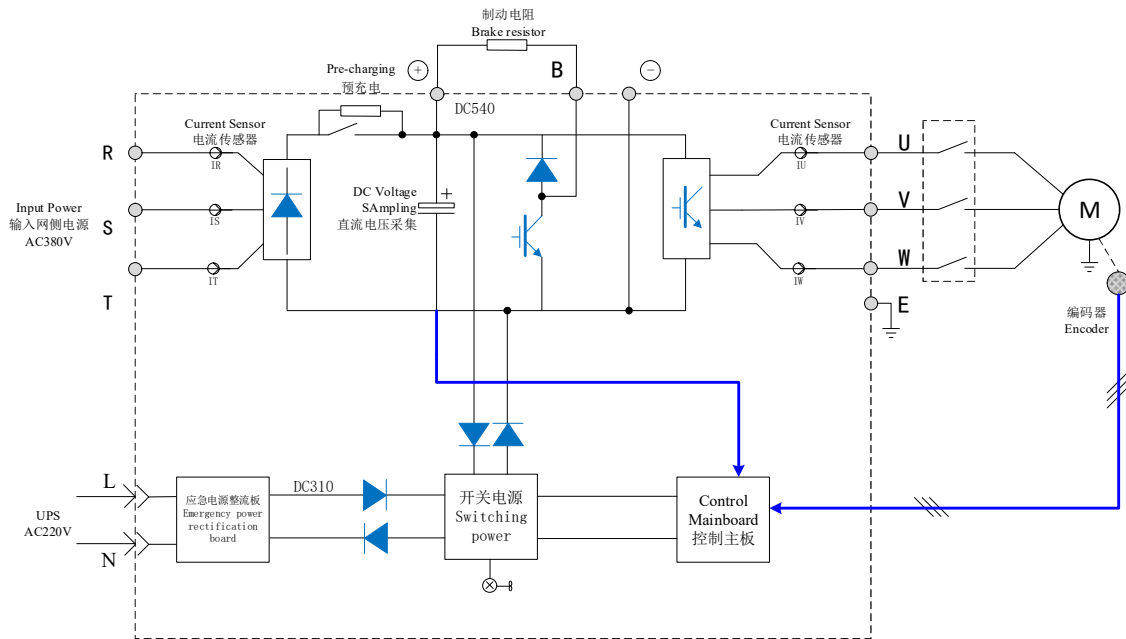 制动电阻
Brake resistor
B
+
−
Pre-charging
预充电
DC540
Current Sensor
电流传感器
Current Sensor
电流传感器
R
IR
IU
U
DC Voltage
SAmpling
直流电压采集
Input Power
输入网侧电源
AC380V
S
IS
IV
V
M
T
IT
IW
W
E
编码器
Encoder
L
DC310
应急电源整流板
Emergency power
rectification
board
开关电源
Switching
power
Control
Mainboard
控制主板
UPS
AC220V
N